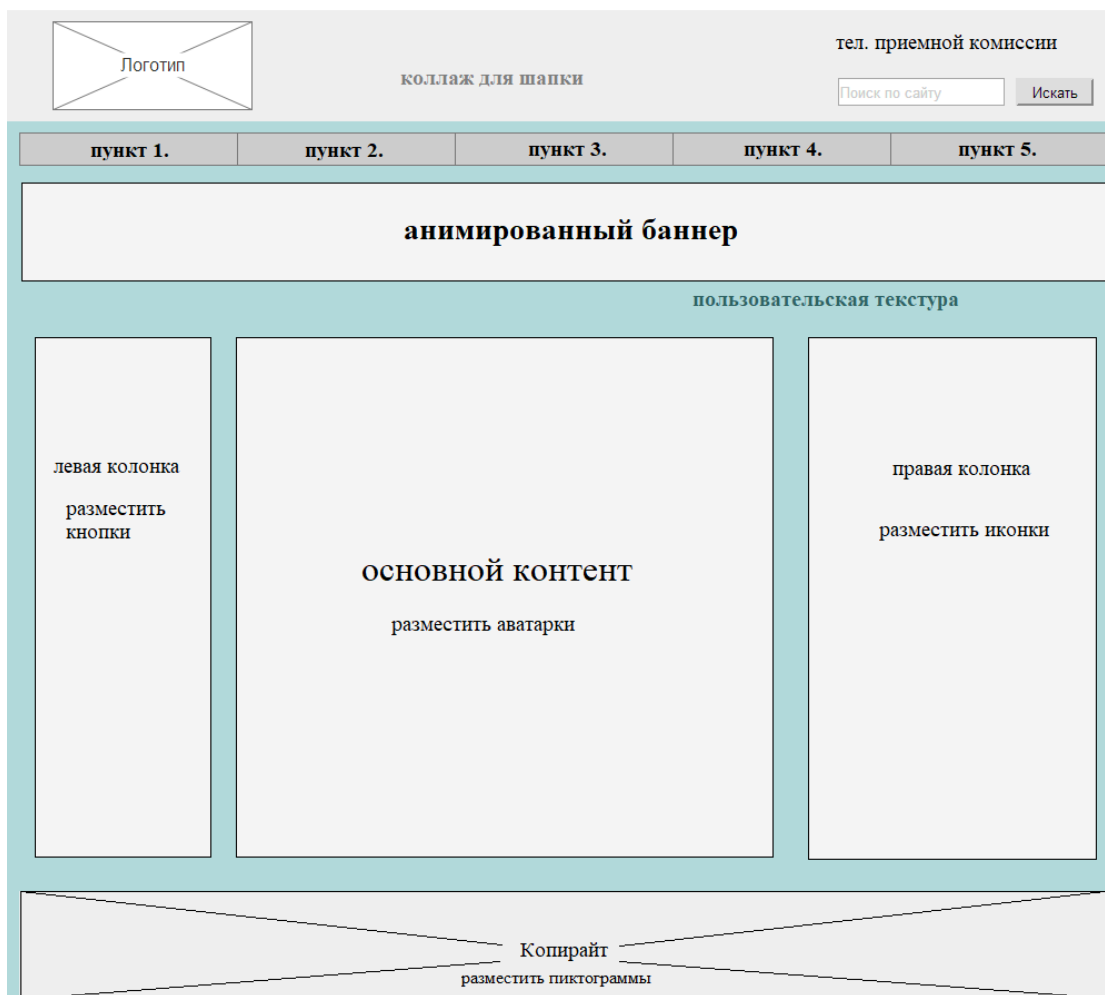 Логотип
коллаж для шапки
тел. приемной комиссии
Поиск по сайту
Искать
пункт 1.
пункт 2.
пункт 3.
пункт 4.
пункт 5.
анимированный баннер
пользовательская текстура
левая колонка
разместить
кнопки
основной контент
разместить аватарки
правая колонка
разместить иконки
Копирайт
разместить пиктограммы